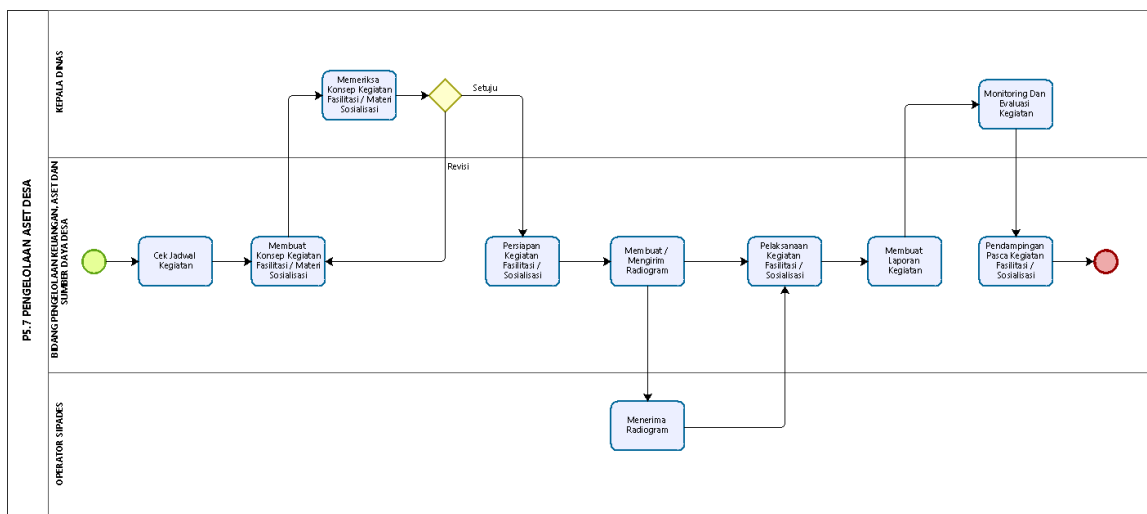 P5.7 PENGELOLAAN ASET DESA
KEPALA DINAS
Memeriksa
Konsep Kegiatan
Fasilitasi / Materi
Sosialisasi
Setuju
Revisi
Monitoring Dan
Evaluasi
Kegiatan
BIDANG PENGELOLAAN KEUANGAN, ASET DAN
SUMBER DAYA DESA
Cek Jadwal
Kegiatan
Membuat
Konsep Kegiatan
Fasilitasi / Materi
Sosialisasi
Persiapan
Kegiatan
Fasilitasi /
Sosialisasi
Membuat /
Mengirim
Radiogram
Pelaksanaan
Kegiatan
Fasilitasi /
Sosialisasi
Membuat
Laporan
Kegiatan
Pendampingan
Pasca Kegiatan
Fasilitasi /
Sosialisasi
OPERATOR SIPADES
Menerima
Radiogram